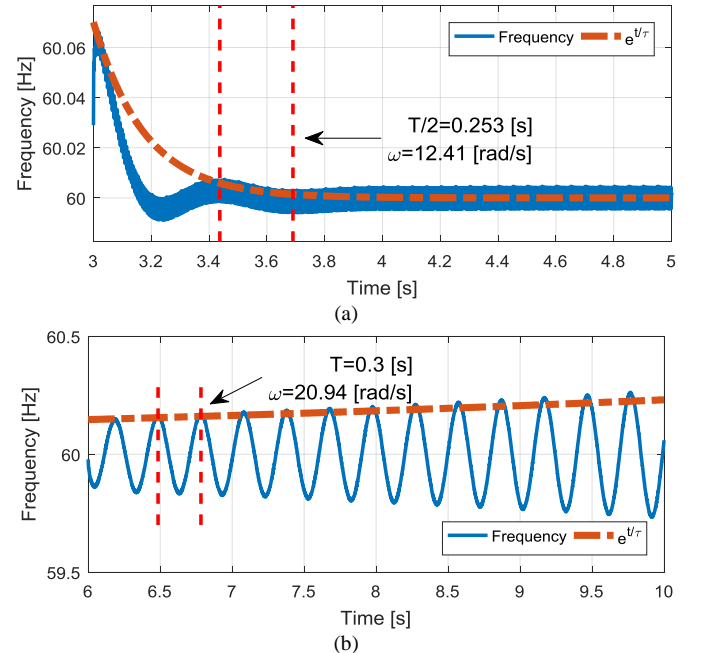 Frequency [Hz]
60.06
60.04
60.02
60
Frequency e^{t/τ}
T/2=0.253 [s]
ω=12.41 [rad/s]
3 3.2 3.4 3.6 3.8 4 4.2 4.4 4.6 4.8 5
Time [s]
(a)
Frequency [Hz]
60.5
60
59.5
T=0.3 [s]
ω=20.94 [rad/s]
Frequency e^{t/τ}
6 6.5 7 7.5 8 8.5 9 9.5 10
Time [s]
(b)